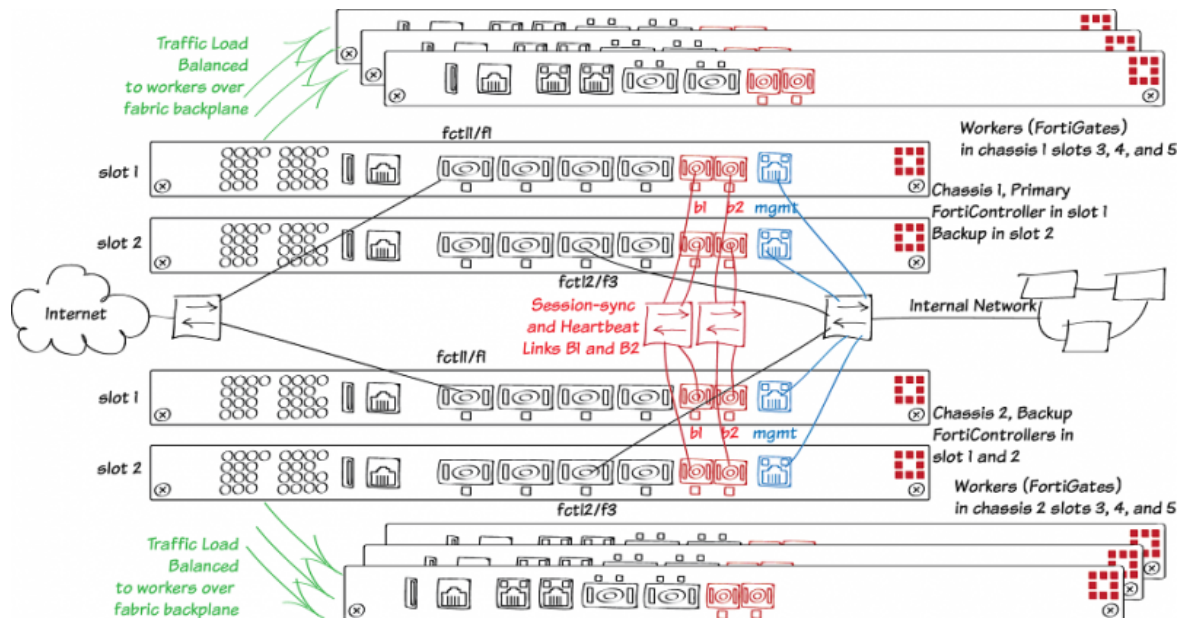 Traffic Load
Balanced
to workers over
fabric backplane
fctl1/f1
Workers (FortiGates)
in chassis 1 slots 3, 4, and 5
slot 1
Chassis 1, Primary
FortiController in slot 1
Backup in slot 2
b1
b2
mgmt
slot 2
fctl2/f3
Internet
Session-sync
and Heartbeat
Links B1 and B2
Internal Network
fctl1/f1
slot 1
Chassis 2, Backup
FortiControllers in
slot 1 and 2
b1
b2
mgmt
slot 2
Workers (FortiGates)
in chassis 2 slots 3, 4, and 5
fctl2/f3
Traffic Load
Balanced
to workers over
fabric backplane